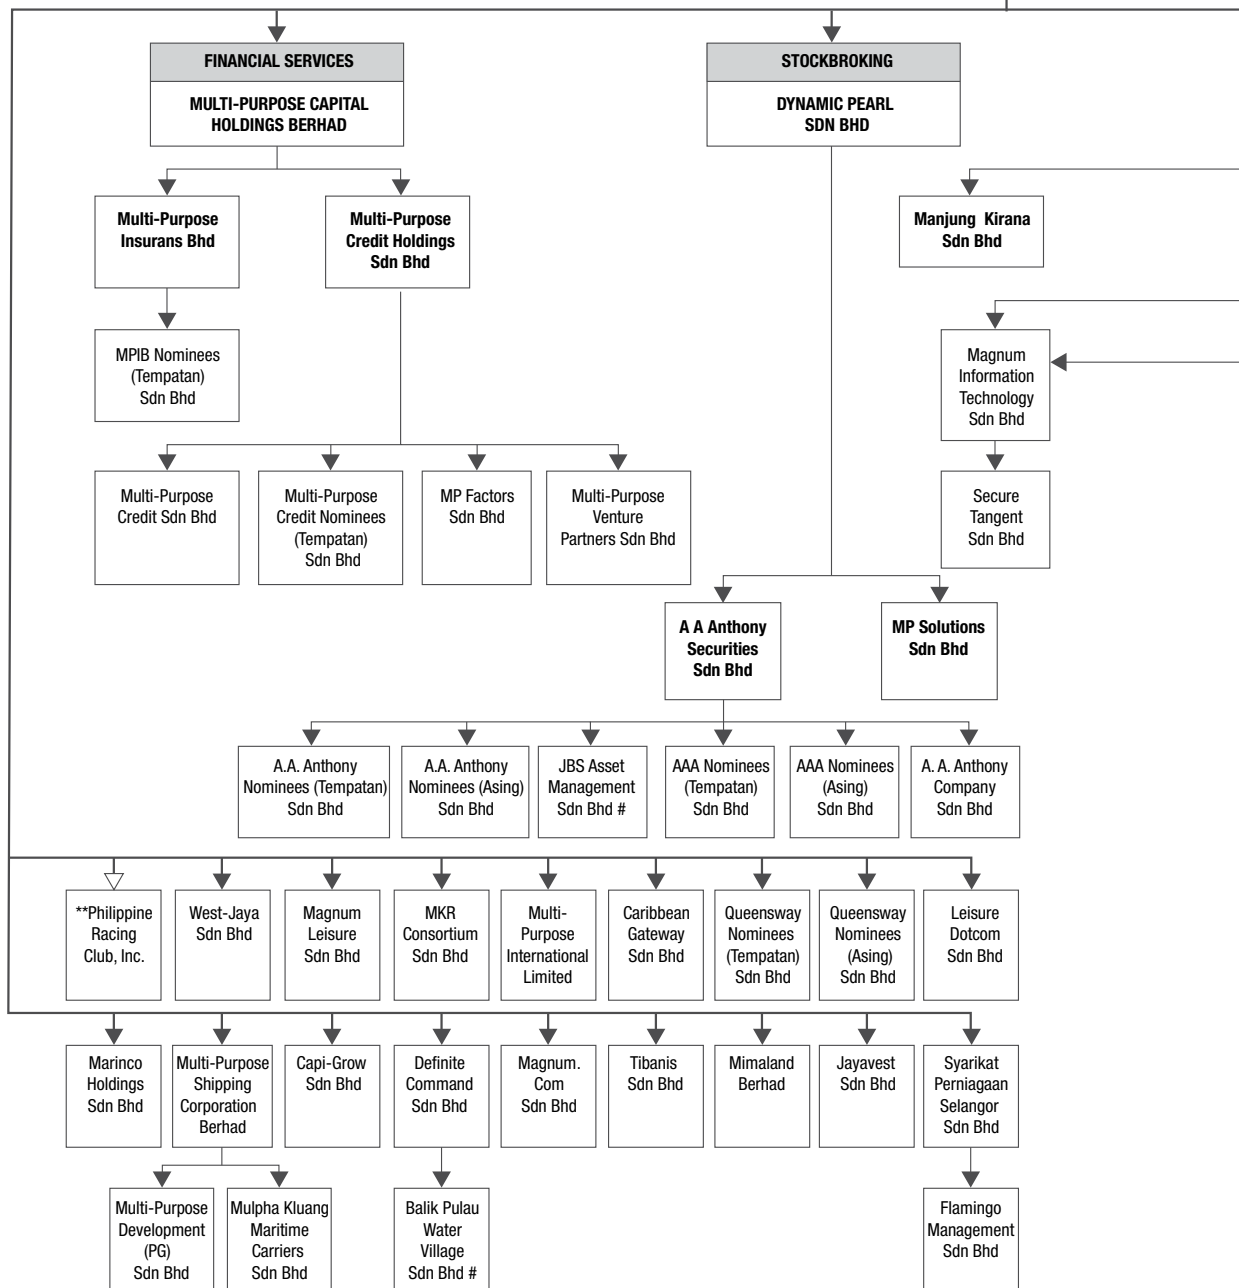 FINANCIAL SERVICES
MULTI-PURPOSE CAPITAL
HOLDINGS BERHAD
STOCKBROKING
DYNAMIC PEARL
SDN BHD
Multi-Purpose
Insurans Bhd
Multi-Purpose
Credit Holdings
Sdn Bhd
Manjung Kirana
Sdn Bhd
MPIB Nominees
(Tempatan)
Sdn Bhd
Magnum
Information
Technology
Sdn Bhd
Multi-Purpose
Credit Sdn Bhd
Multi-Purpose
Credit Nominees
(Tempatan)
Sdn Bhd
MP Factors
Sdn Bhd
Multi-Purpose
Venture
Partners Sdn Bhd
Secure
Tangent
Sdn Bhd
A A Anthony
Securities
Sdn Bhd
MP Solutions
Sdn Bhd
A.A. Anthony
Nominees (Tempatan)
Sdn Bhd
A.A. Anthony
Nominees (Asing)
Sdn Bhd
JBS Asset
Management
Sdn Bhd #
AAA Nominees
(Tempatan)
Sdn Bhd
AAA Nominees
(Asing)
Sdn Bhd
A. A. Anthony
Company
Sdn Bhd
**Philippine
Racing
Club, Inc.
West-Jaya
Sdn Bhd
Magnum
Leisure
Sdn Bhd
MKR
Consortium
Sdn Bhd
Multi-
Purpose
International
Limited
Caribbean
Gateway
Sdn Bhd
Queensway
Nominees
(Tempatan)
Sdn Bhd
Queensway
Nominees
(Asing)
Sdn Bhd
Leisure
Dotcom
Sdn Bhd
Marinco
Holdings
Sdn Bhd
Multi-Purpose
Shipping
Corporation
Berhad
Capi-Grow
Sdn Bhd
Definite
Command
Sdn Bhd
Magnum.
Com
Sdn Bhd
Tibanis
Sdn Bhd
Mimaland
Berhad
Jayavest
Sdn Bhd
Syarikat
Perniagaan
Selangor
Sdn Bhd
Multi-Purpose
Development
(PG)
Sdn Bhd
Mulpha Kluang
Maritime
Carriers
Sdn Bhd
Balik Pulau
Water
Village
Sdn Bhd #
Flamingo
Management
Sdn Bhd